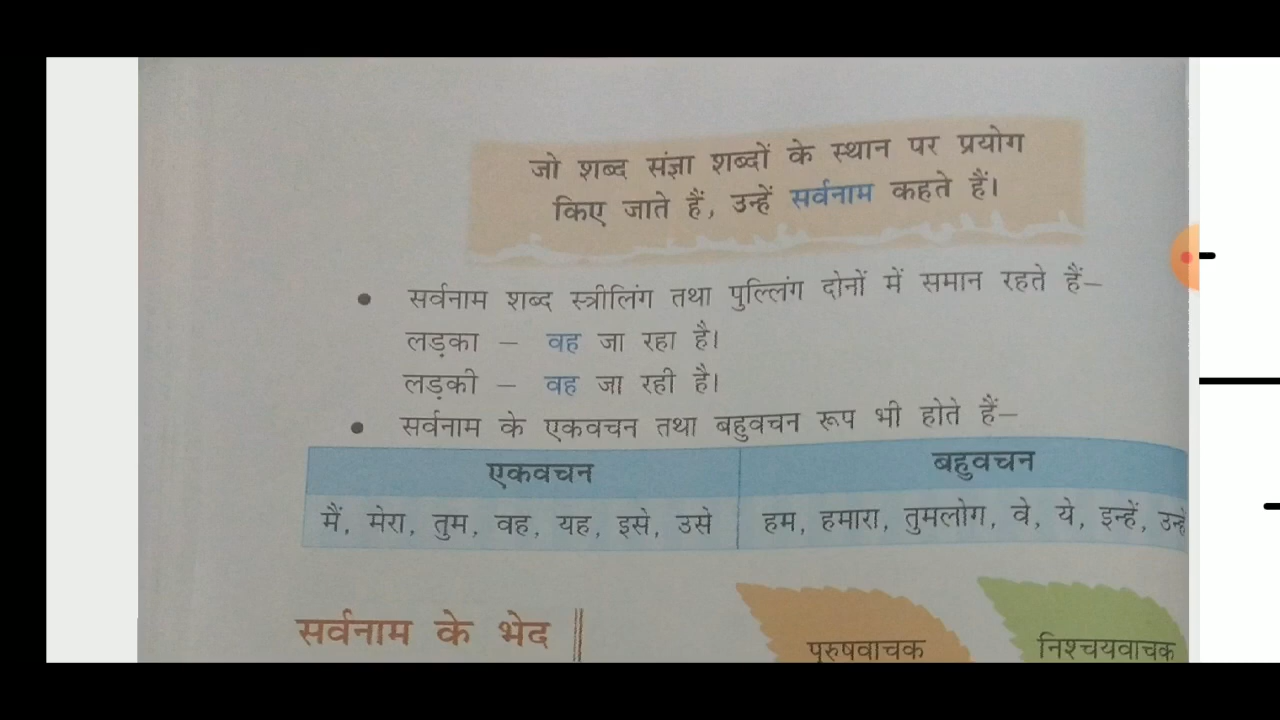 जो शब्द संज्ञा शब्दों के स्थान पर प्रयोग
किए जाते हैं, उन्हें सर्वनाम कहते हैं।
• सर्वनाम शब्द स्त्रीलिंग तथा पुल्लिंग दोनों में समान रहते हैं–
लड़का – वह जा रहा है।
लड़की – वह जा रही है।
• सर्वनाम के एकवचन तथा बहुवचन रूप भी होते हैं–
एकवचन बहुवचन
मैं, मेरा, तुम, वह, यह, इसे, उसे हम, हमारा, तुमलोग, वे, ये, इन्हें,
सर्वनाम के भेद
पुरुषवाचक निश्चयवाचक